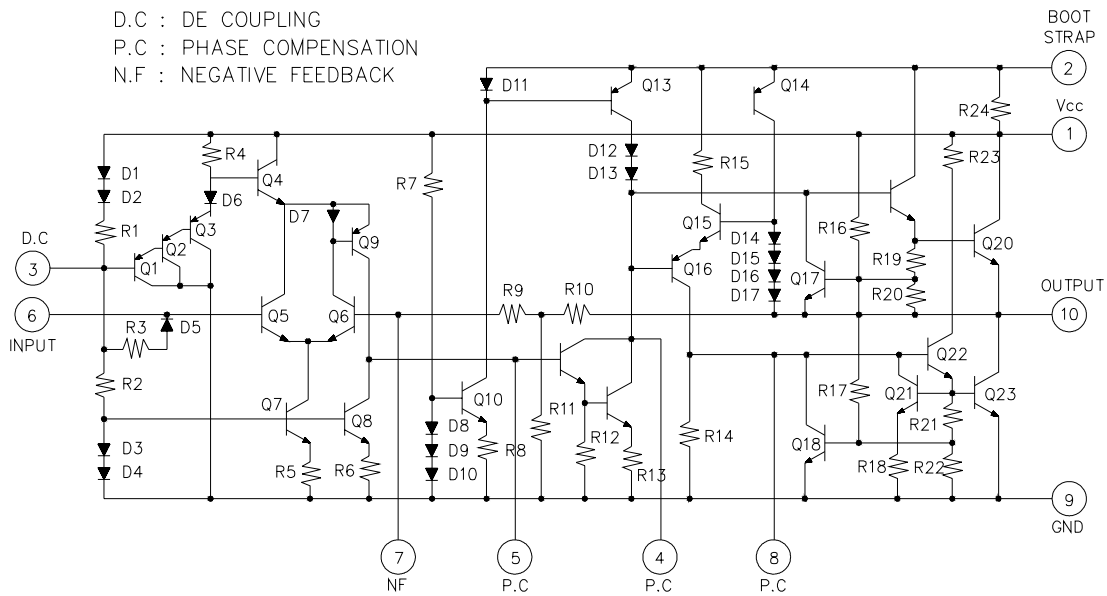 D.C : DE COUPLING
P.C : PHASE COMPENSATION
N.F : NEGATIVE FEEDBACK
BOOT
STRAP
2
D11
Q13
Q14
R24
Vcc
1
R4
D1
D2
Q4
R7
D12
D13
R15
R23
D6
R1
Q3
D7
D.C
3
Q2
Q1
Q9
Q15
D14
R16
Q16
D15
D16
D17
Q17
R19
R20
Q20
6
INPUT
R3
D5
Q5
Q6
R9
R10
OUTPUT
10
R2
Q22
Q7
Q8
Q10
R11
R17
Q21
Q23
R21
D3
D4
R5
R6
D8
D9
D10
R8
R12
R13
R14
Q18
R18
R22
9
GND
7
NF
5
P.C
4
P.C
8
P.C